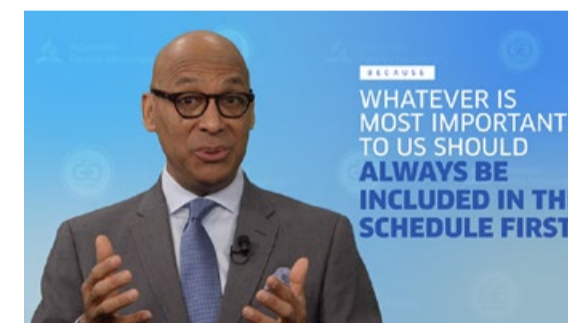 BECAUSE
WHATEVER IS
MOST IMPORTANT
TO US SHOULD
ALWAYS BE
INCLUDED IN TH
SCHEDULE FIRST